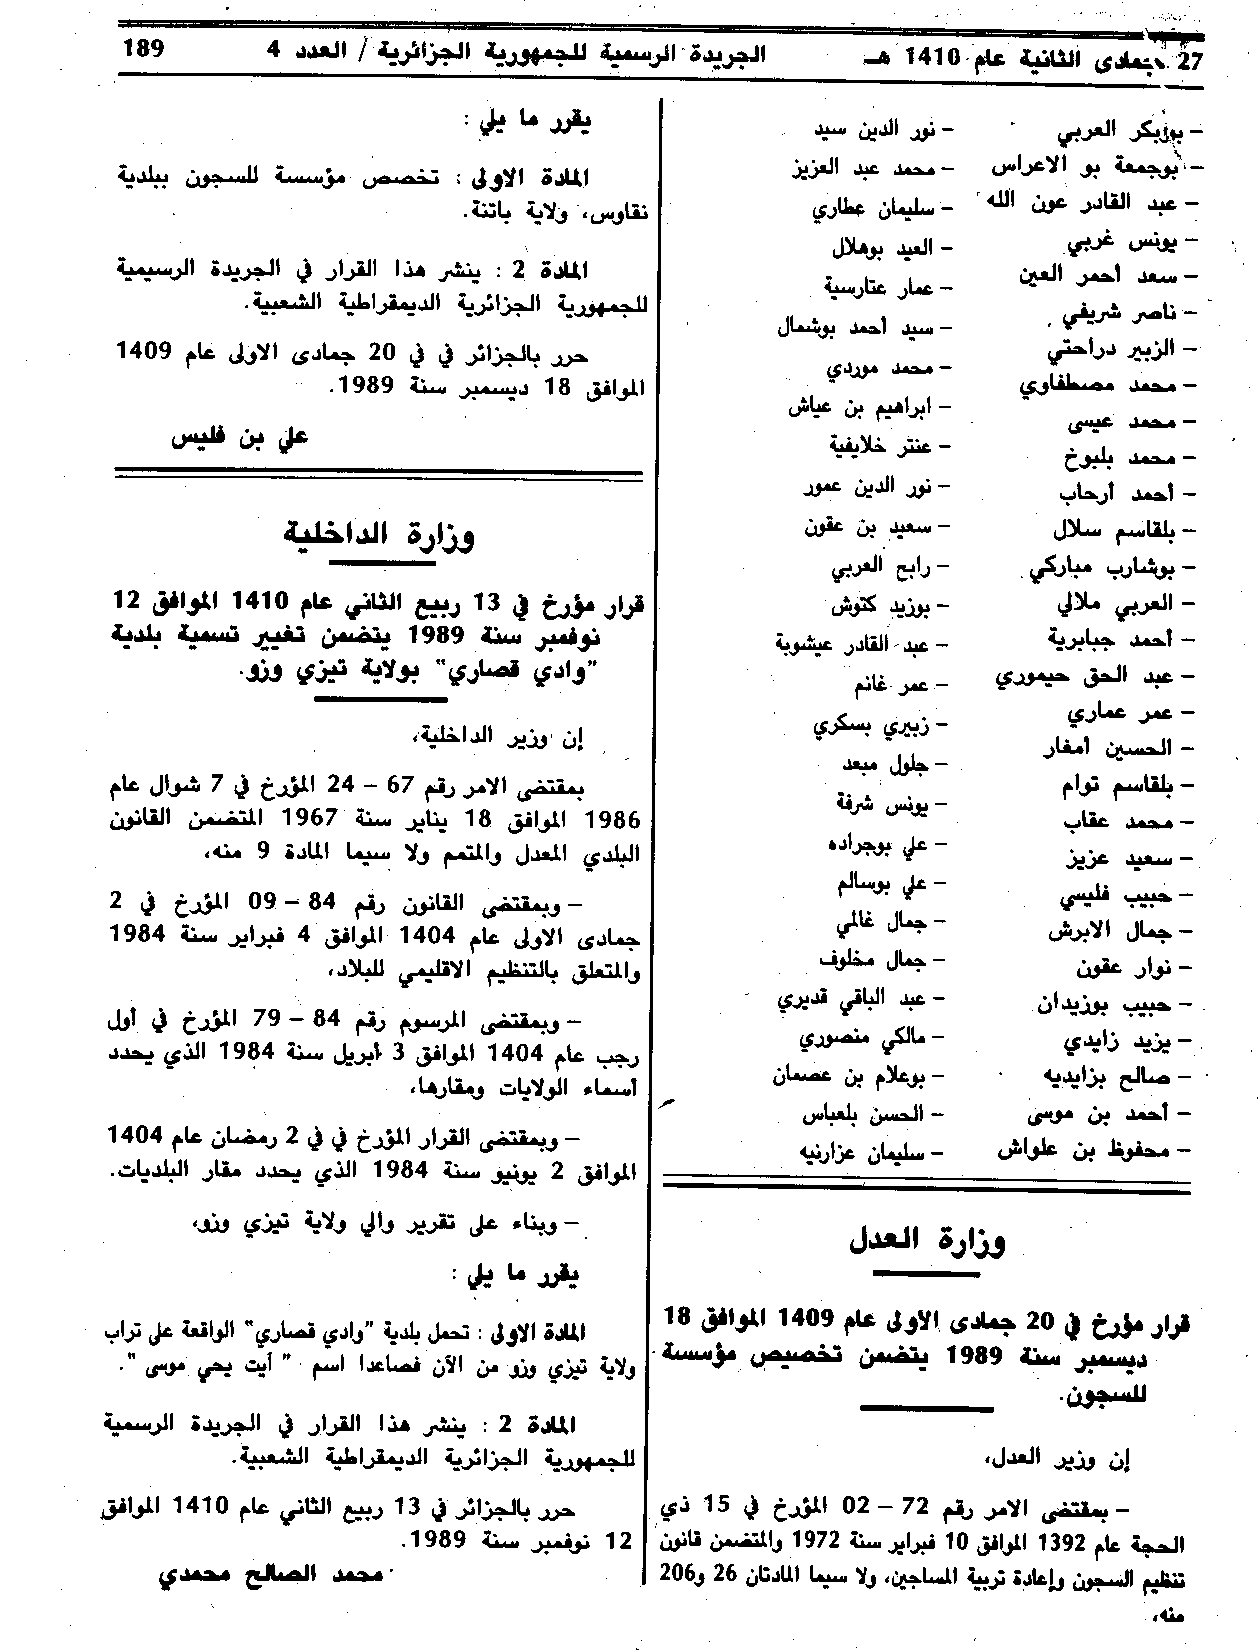 27 جمادى الثانية عام 1410 هـ
الجريدة الرسمية للجمهورية الجزائرية / العدد 4
189
– بوزبكر العربي
– بوجمعة بو الاعراس
– عبد القادر عون الله
– يونس غربي
– سعد أحمر العين
– ناصر شريفي
– الزبير دراحتي
– محمد مصطفاوي
– محمد عيسى
– محمد بلبوخ
– أحمد أرحاب
– بلقاسم سلال
– بوشارب مباركي
– العربي ملالي
– أحمد جبابرية
– عبد الحق حيموري
– عمر عماري
– الحسين أمغار
– بلقاسم توام
– محمد عقاب
– سعيد عزيز
– حبيب فليسي
– جمال الابرش
– نوار عقون
– حبيب بوزيدان
– يزيد زايدي
– صالح بزايديه
– أحمد بن موسى
– محفوظ بن علواش
– نور الدين سيد
– محمد عبد العزيز
– سليمان عطاري
– العيد بوهلال
– عمار عتارسية
– سيد أحمد بوشمال
– محمد موردي
– ابراهيم بن عياش
– عنتر خلايفية
– نور الدين عمور
– سعيد بن عقون
– رابح العربي
– بوزيد كتوش
– عبد القادر عيشوبة
– عمر غانم
– زبيري بسكري
– جلول مبعد
– يونس شرفة
– علي بوجراده
– علي بوسالم
– جمال غالمي
– جمال مخلوف
– عبد الباقي قديري
– مالكي منصوري
– بوعلام بن عصمان
– الحسن بلعباس
– سليمان عزارنيه
وزارة العدل
قرار مؤرخ في 20 جمادى الاولى عام 1409 الموافق 18
ديسمبر سنة 1989 يتضمن تخصيص مؤسسة
للسجون.
إن وزير العدل،
– بمقتضى الامر رقم 72 – 02 المؤرخ في 15 ذي
الحجة عام 1392 الموافق 10 فبراير سنة 1972 والمتضمن قانون
تنظيم السجون وإعادة تربية المساجين، ولا سيما المادتان 26 و206
منه،
يقرر ما يلي :
المادة الاولى : تخصص مؤسسة للسجون ببلدية
نقاوس، ولاية باتنة.
المادة 2 : ينشر هذا القرار في الجريدة الرسيمية
للجمهورية الجزائرية الديمقراطية الشعبية.
حرر بالجزائر في في 20 جمادى الاولى عام 1409
الموافق 18 ديسمبر سنة 1989.
علي بن فليس
وزارة الداخلية
قرار مؤرخ في 13 ربيع الثاني عام 1410 الموافق 12
نوفمبر سنة 1989 يتضمن تغيير تسمية بلدية
"وادي قصاري" بولاية تيزي وزو.
إن وزير الداخلية،
بمقتضى الامر رقم 67 – 24 المؤرخ في 7 شوال عام
1986 الموافق 18 يناير سنة 1967 المتضمن القانون
البلدي المعدل والمتمم ولا سيما المادة 9 منه،
– وبمقتضى القانون رقم 84 – 09 المؤرخ في 2
جمادى الاولى عام 1404 الموافق 4 فبراير سنة 1984
والمتعلق بالتنظيم الاقليمي للبلاد،
– وبمقتضى المرسوم رقم 84 – 79 المؤرخ في أول
رجب عام 1404 الموافق 3 أبريل سنة 1984 الذي يحدد
أسماء الولايات ومقارها،
– وبمقتضى القرار المؤرخ في في 2 رمضان عام 1404
الموافق 2 يونيو سنة 1984 الذي يحدد مقار البلديات.
– وبناء على تقرير والي ولاية تيزي وزو،
يقرر ما يلي :
المادة الاولى : تحمل بلدية "وادي قصاري" الواقعة على تراب
ولاية تيزي وزو من الآن فصاعدا اسم " أيت يحي موسى ".
المادة 2 : ينشر هذا القرار في الجريدة الرسمية
للجمهورية الجزائرية الديمقراطية الشعبية.
حرر بالجزائر في 13 ربيع الثاني عام 1410 الموافق
12 نوفمبر سنة 1989.
محمد الصالح محمدي